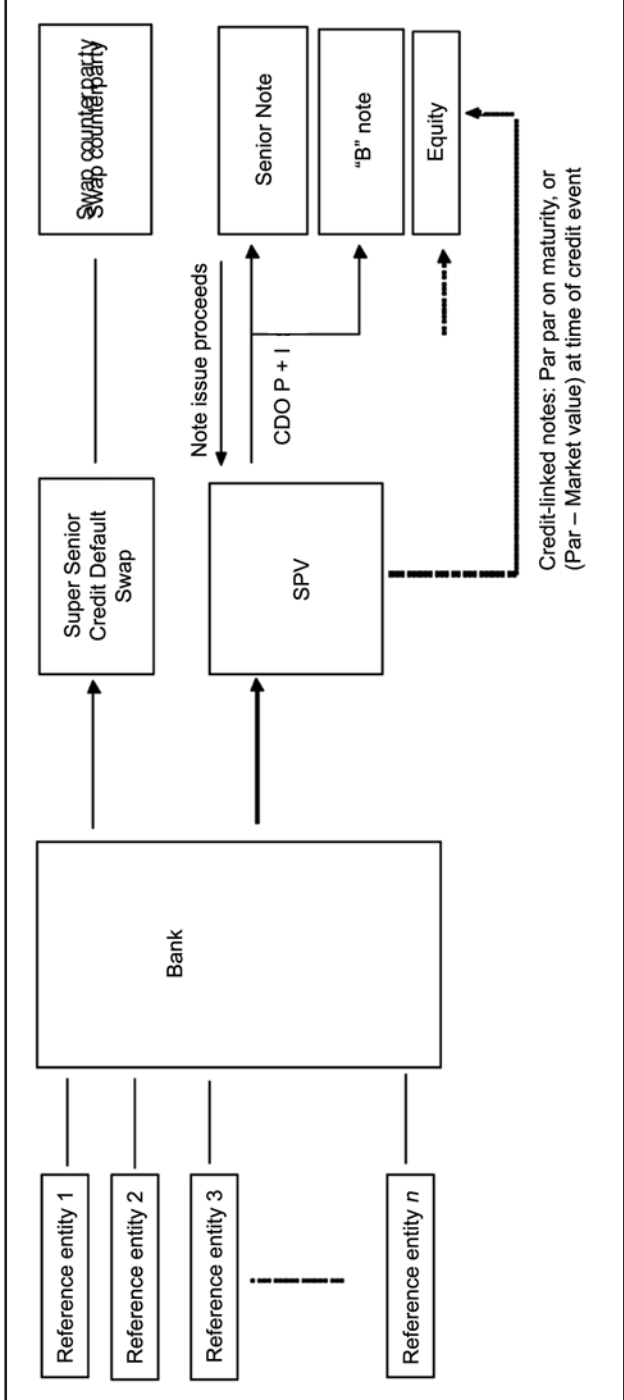 Reference entity 1
Reference entity 2
Reference entity 3
Reference entity n
Bank
Super Senior
Credit Default
Swap
SPV
Swap counterparty
Swap counterparty
Note issue proceeds
CDO P + I
Senior Note
“B” note
Equity
Credit-linked notes: Par par on maturity, or
(Par – Market value) at time of credit event